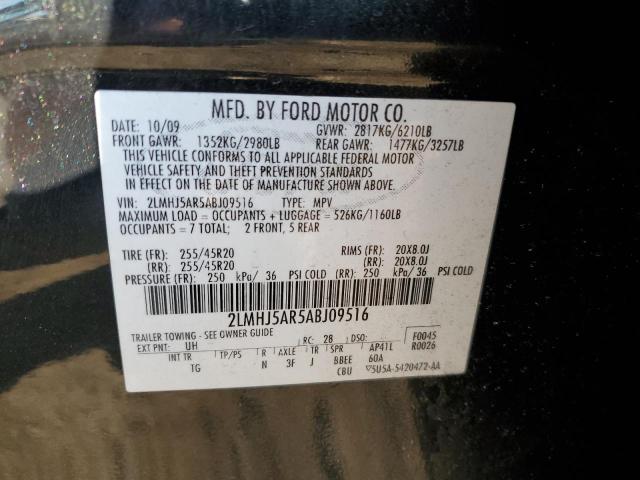 MFD. BY FORD MOTOR CO.
DATE: 10/09 GVWR: 2817KG/6210LB
FRONT GAWR: 1352KG/2980LB REAR GAWR: 1477KG/3257LB
THIS VEHICLE CONFORMS TO ALL APPLICABLE FEDERAL MOTOR
VEHICLE SAFETY AND THEFT PREVENTION STANDARDS
IN EFFECT ON THE DATE OF MANUFACTURE SHOWN ABOVE.
VIN: 2LMHJ5AR5ABJ09516 TYPE: MPV
MAXIMUM LOAD = OCCUPANTS + LUGGAGE = 526KG/1160LB
OCCUPANTS = 7 TOTAL; 2 FRONT, 5 REAR
TIRE (FR): 255/45R20 RIMS (FR): 20X8.0J
(RR): 255/45R20 (RR): 20X8.0J
PRESSURE (FR): 250 kPa/ 36 PSI COLD (RR): 250 kPa/ 36 PSI COLD
2LMHJ5AR5ABJ09516
TRAILER TOWING - SEE OWNER GUIDE
EXT PNT: UH RC: 28 DSO: F0045
R0026
INT TR TP/PS R AXLE TR SPR AP41L
TG N 3F J BBEE 60A
CBU 5U5A-5420472-AA